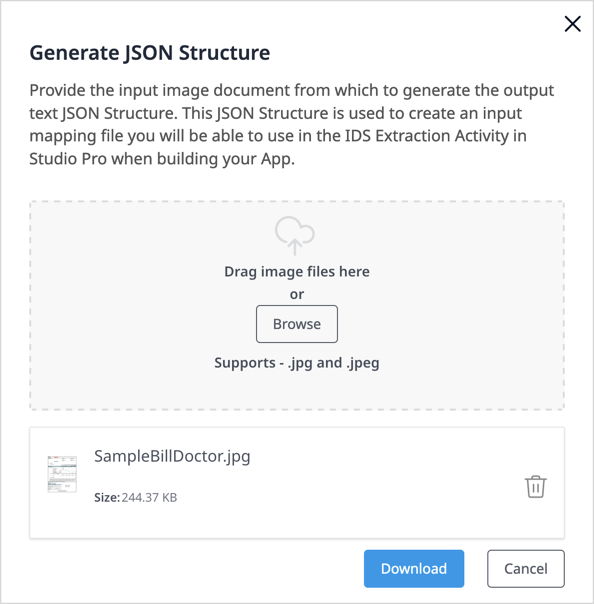 Generate JSON Structure
Provide the input image document from which to generate the output
text JSON Structure. This JSON Structure is used to create an input
mapping file you will be able to use in the IDS Extraction Activity in
Studio Pro when building your App.
Drag image files here
or
Browse
Supports - .jpg and .jpeg
SampleBillDoctor.jpg
Size: 244.37 KB
Download
Cancel